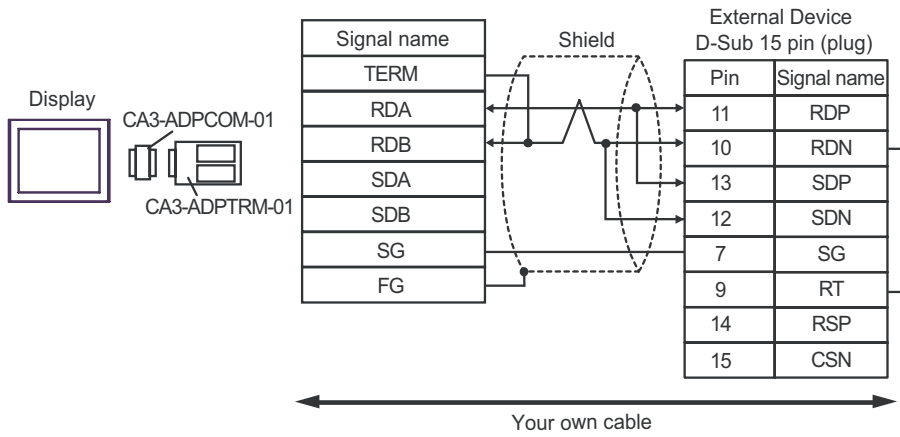 Display
CA3-ADPCOM-01
CA3-ADPTRM-01
Signal name
TERM
RDA
RDB
SDA
SDB
SG
FG
Shield
External Device
D-Sub 15 pin (plug)
Pin Signal name
11 RDP
10 RDN
13 SDP
12 SDN
7 SG
9 RT
14 RSP
15 CSN
Your own cable